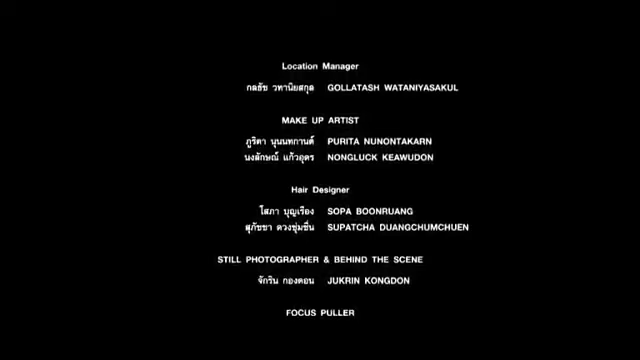 Location Manager
กลธัช วทานิยสกุล GOLLATASH WATANIYASAKUL
MAKE UP ARTIST
ภูริตา นุนนทกานต์ PURITA NUNONTAKARN
นงลักษณ์ แก้วอุดร NONGLUCK KEAWUDON
Hair Designer
โสภา บุญเรือง SOPA BOONRUANG
สุภัชชา ดวงชุ่มชื่น SUPATCHA DUANGCHUMCHUEN
STILL PHOTOGRAPHER & BEHIND THE SCENE
จักริน กองดอน JUKRIN KONGDON
FOCUS PULLER